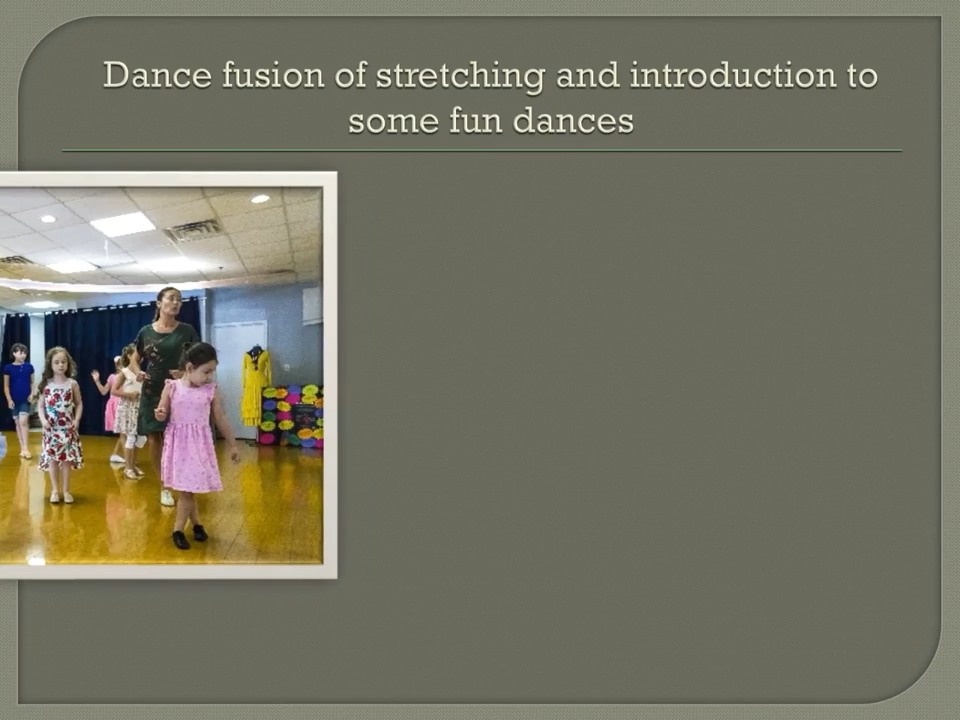 Dance fusion of stretching and introduction to
some fun dances